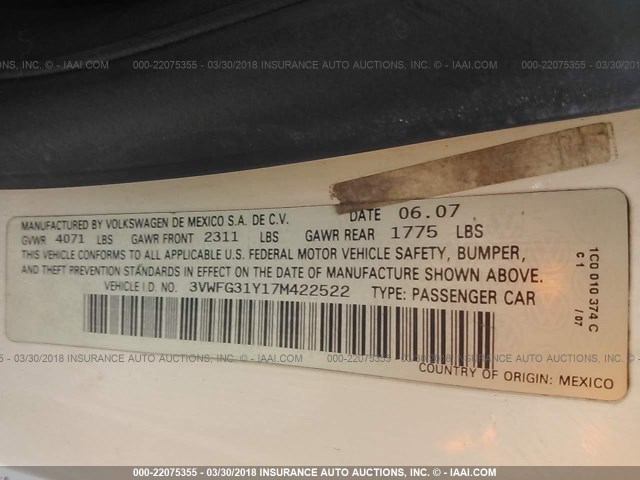 000-22075355 - 03/30/2018 INSURANCE AUTO AUCTIONS, INC. © - IAAI.COM
MANUFACTURED BY VOLKSWAGEN DE MEXICO S.A. DE C.V. DATE 06.07
GVWR 4071 LBS GAWR FRONT 2311 LBS GAWR REAR 1775 LBS
THIS VEHICLE CONFORMS TO ALL APPLICABLE U.S. FEDERAL MOTOR VEHICLE SAFETY, BUMPER,
AND THEFT PREVENTION STANDARDS IN EFFECT ON THE DATE OF MANUFACTURE SHOWN ABOVE.
VEHICLE I.D. NO. 3VWFG31Y17M422522 TYPE: PASSENGER CAR
COUNTRY OF ORIGIN: MEXICO
1C0 010 374 C
C 1 / 07
000-22075355 - 03/30/2018 INSURANCE AUTO AUCTIONS, INC. © - IAAI.COM
000-22075355 - 03/30/2018 INSURANCE AUTO AUCTIONS, INC. © - IAAI.COM